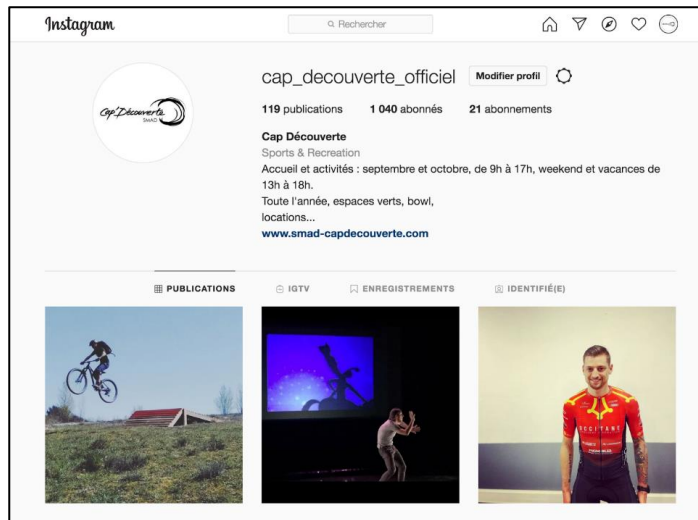 Instagram
Rechercher
cap_decouverte_officiel Modifier profil
119 publications 1 040 abonnés 21 abonnements
Cap'Découverte
SMAD
Cap Découverte
Sports & Recreation
Accueil et activités : septembre et octobre, de 9h à 17h, weekend et vacances de
13h à 18h.
Toute l'année, espaces verts, bowl,
locations...
www.smad-capdecouverte.com
PUBLICATIONS IGTV ENREGISTREMENTS IDENTIFIÉ(E)
OCCITANE